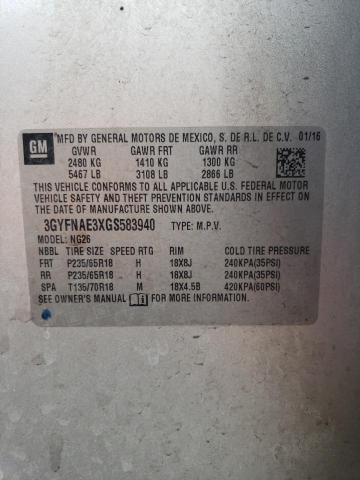 GM
MFD BY GENERAL MOTORS DE MEXICO, S. DE R.L. DE C.V. 01/16
GVWR GAWR FRT GAWR RR
2480 KG 1410 KG 1300 KG
5467 LB 3108 LB 2866 LB
THIS VEHICLE CONFORMS TO ALL APPLICABLE U.S. FEDERAL MOTOR
VEHICLE SAFETY AND THEFT PREVENTION STANDARDS IN EFFECT ON THE
DATE OF MANUFACTURE SHOWN ABOVE.
3GYFNAE3XGS583940 TYPE: M.P.V.
MODEL: NG26
NBBL TIRE SIZE SPEED RTG RIM COLD TIRE PRESSURE
FRT P235/65R18 H 18X8J 240KPA(35PSI)
RR P235/65R18 H 18X8J 240KPA(35PSI)
SPA T135/70R18 M 18X4.5B 420KPA(60PSI)
SEE OWNER'S MANUAL FOR MORE INFORMATION.